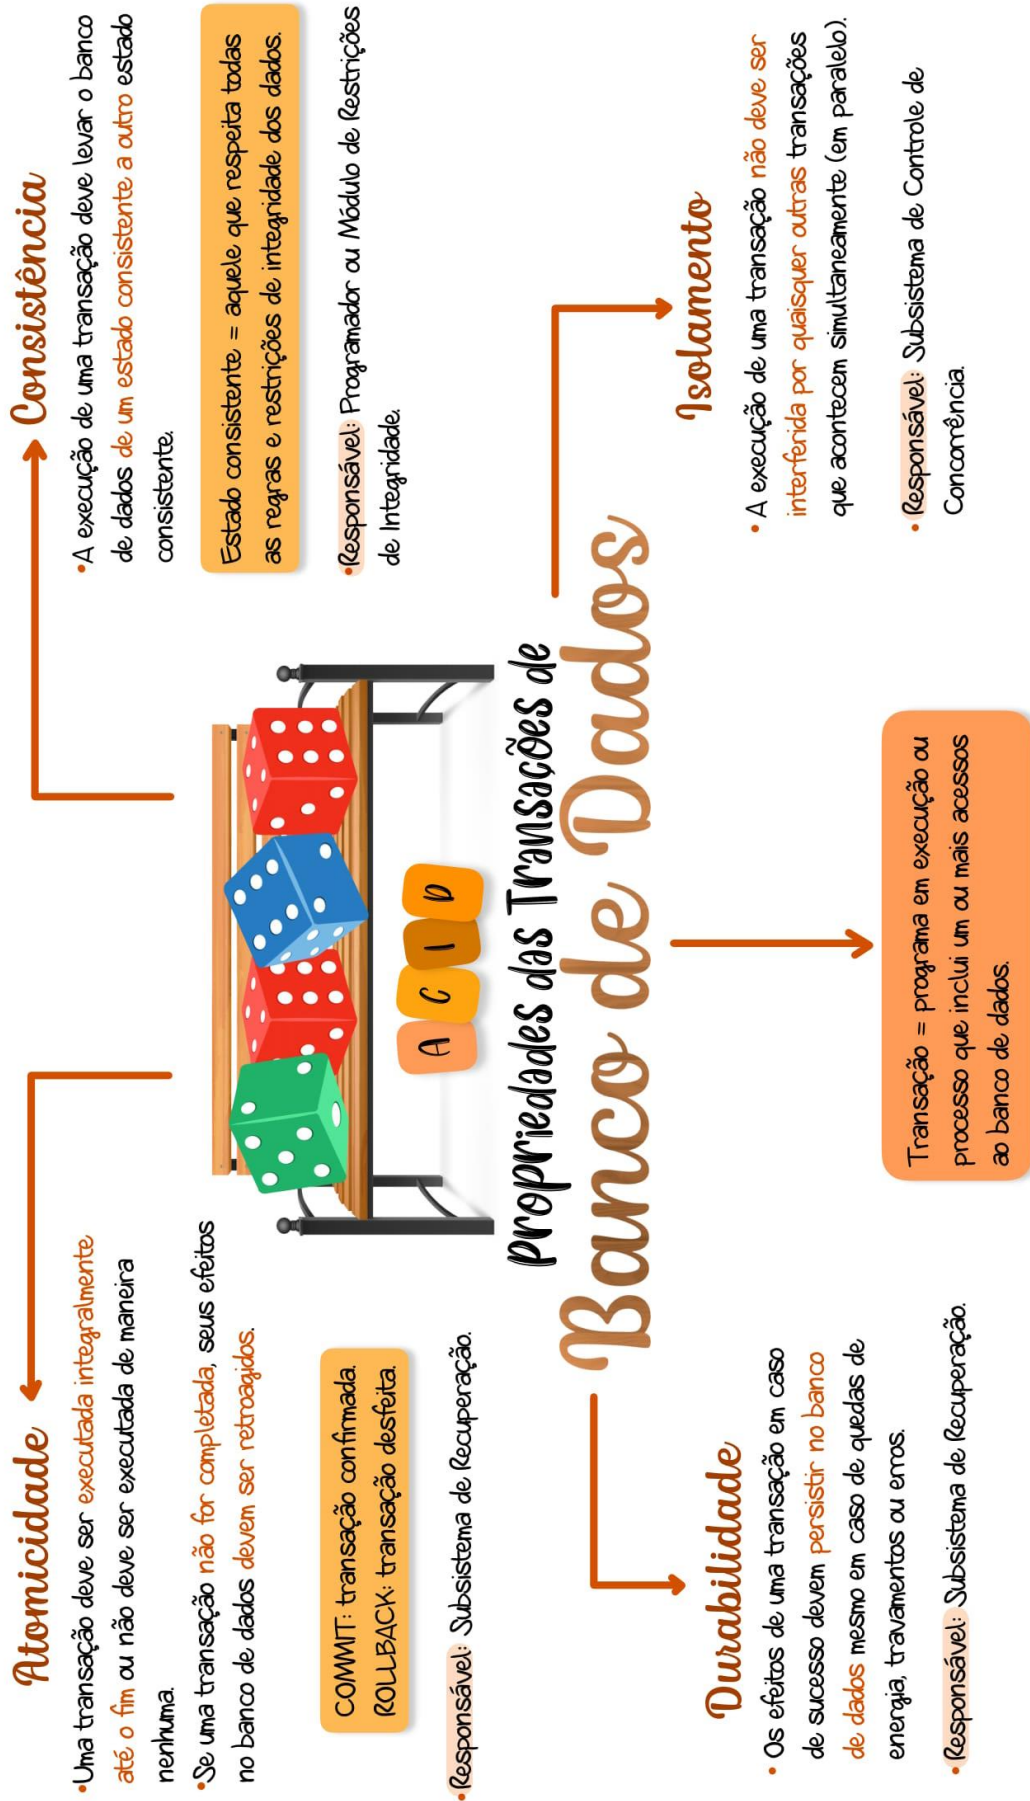 Atomicidade
•Uma transação deve ser executada integralmente
até o fim ou não deve ser executada de maneira
nenhuma.
•Se uma transação não for completada, seus efeitos
no banco de dados devem ser retroagidos.
COMMIT: transação confirmada.
ROLLBACK: transação desfeita.
•Responsável: Subsistema de Recuperação.
Consistência
•A execução de uma transação deve levar o banco
de dados de um estado consistente a outro estado
consistente.
Estado consistente = aquele que respeita todas
as regras e restrições de integridade dos dados.
•Responsável: Programador ou Módulo de Restrições
de Integridade.
A C I D
Propriedades das Transações de
Banco de Dados
Durabilidade
• Os efeitos de uma transação em caso
de sucesso devem persistir no banco
de dados mesmo em caso de quedas de
energia, travamentos ou erros.
•Responsável: Subsistema de Recuperação.
Transação = programa em execução ou
processo que inclui um ou mais acessos
ao banco de dados.
Isolamento
• A execução de uma transação não deve ser
interferida por quaisquer outras transações
que acontecem simultaneamente (em paralelo).
• Responsável: Subsistema de Controle de
Concorrência.